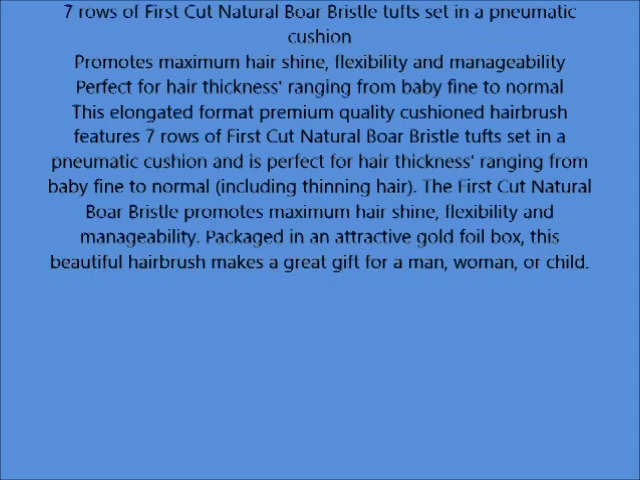 7 rows of First Cut Natural Boar Bristle tufts set in a pneumatic
cushion
Promotes maximum hair shine, flexibility and manageability
Perfect for hair thickness' ranging from baby fine to normal
This elongated format premium quality cushioned hairbrush
features 7 rows of First Cut Natural Boar Bristle tufts set in a
pneumatic cushion and is perfect for hair thickness' ranging from
baby fine to normal (including thinning hair). The First Cut Natural
Boar Bristle promotes maximum hair shine, flexibility and
manageability. Packaged in an attractive gold foil box, this
beautiful hairbrush makes a great gift for a man, woman, or child.